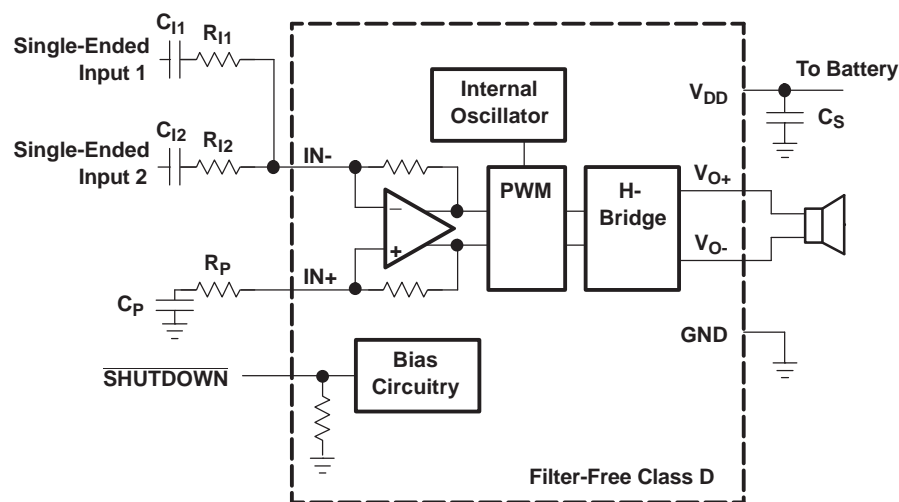 C_I1
R_I1
Single-Ended
Input 1
C_I2
R_I2
Single-Ended
Input 2
IN-
R_P
IN+
C_P
SHUTDOWN
Internal
Oscillator
PWM
H-
Bridge
−
+
Bias
Circuitry
V_DD
To Battery
C_S
V_O+
V_O-
GND
Filter-Free Class D